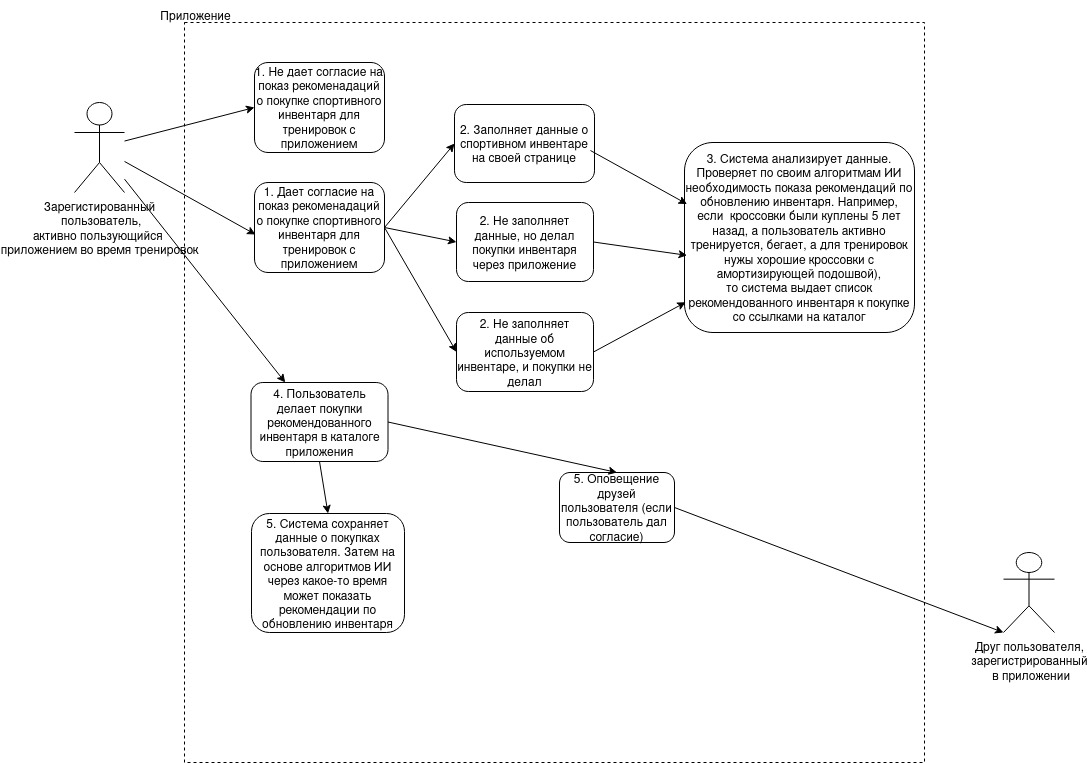 Приложение
1. Не дает согласие на
показ рекоменадаций
о покупке спортивного
инвентаря для
тренировок с
приложением
Зарегистированный
пользователь,
активно пользующийся
приложением во время тренировок
1. Дает согласие на
показ рекоменадаций
о покупке спортивного
инвентаря для
тренировок с
приложением
2. Заполняет данные о
спортивном инвентаре
на своей странице
2. Не заполняет
данные, но делал
покупки инвентаря
через приложение
2. Не заполняет
данные об
используемом
инвентаре, и покупки не
делал
3. Система анализирует данные.
Проверяет по своим алгоритмам ИИ
необходимость показа рекомендаций по
обновлению инвентаря. Например,
если кроссовки были куплены 5 лет
назад, а пользователь активно
тренируется, бегает, а для тренировок
нужы хорошие кроссовки с
амортизирующей подошвой),
то система выдает список
рекомендованного инвентаря к покупке
со ссылками на каталог
4. Пользователь
делает покупки
рекомендованного
инвентаря в каталоге
приложения
5. Оповещение
друзей
пользователя (если
пользователь дал
согласие)
5. Система сохраняет
данные о покупках
пользователя. Затем на
основе алгоритмов ИИ
через какое-то время
может показать
рекомендации по
обновлению инвентаря
Друг пользователя,
зарегистрированный
в приложении